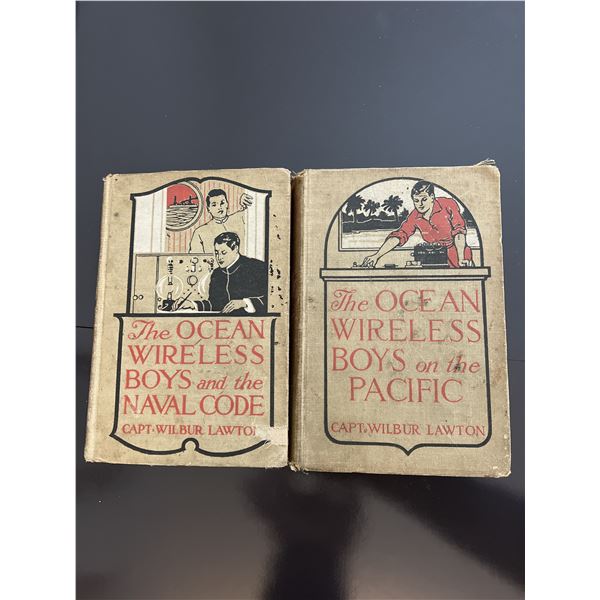 The OCEAN
WIRELESS
BOYS and the
NAVAL CODE
CAPT. WILBUR LAWTON
The OCEAN
WIRELESS
BOYS on the
PACIFIC
CAPT. WILBUR LAWTON